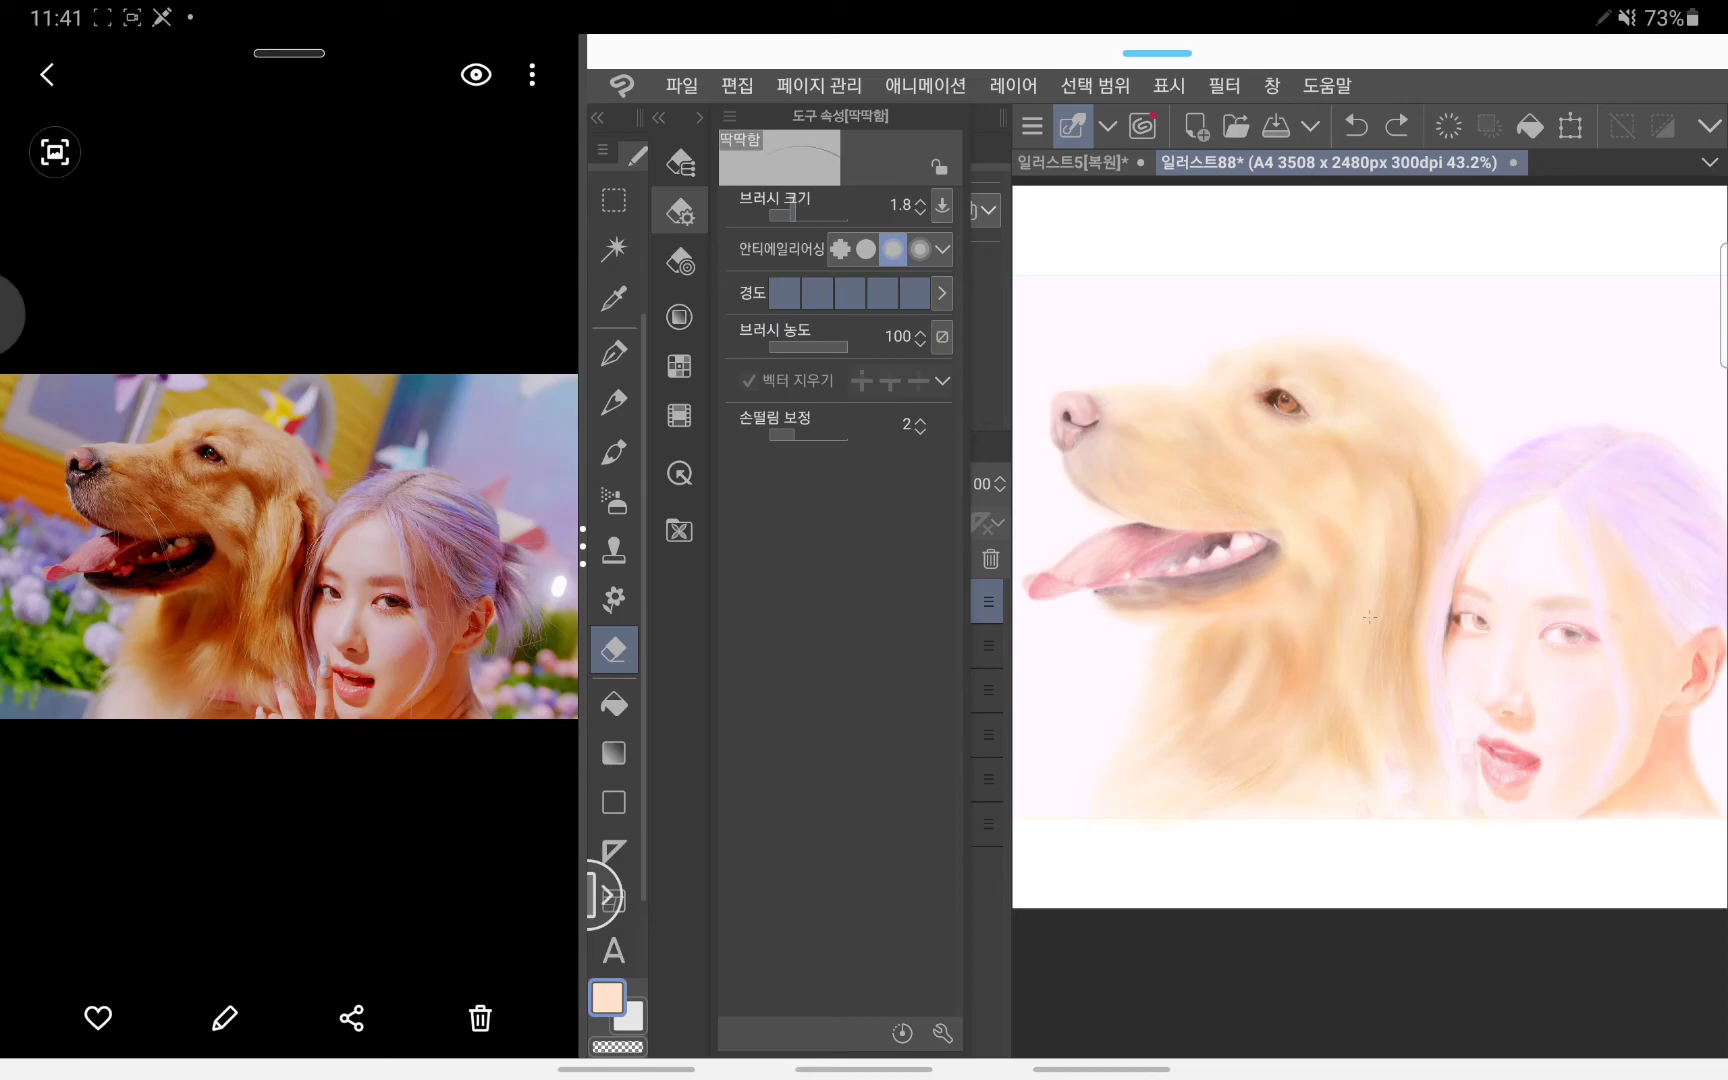 11:41
73%
파일 편집 페이지 관리 애니메이션 레이어 선택 범위 표시 필터 창 도움말
도구 속성[딱딱함]
딱딱함
일러스트5[복원]*
일러스트88* (A4 3508 x 2480px 300dpi 43.2%)
브러시 크기 1.8
안티에일리어싱
경도
브러시 농도 100
벡터 지우기
손떨림 보정 2
00
A